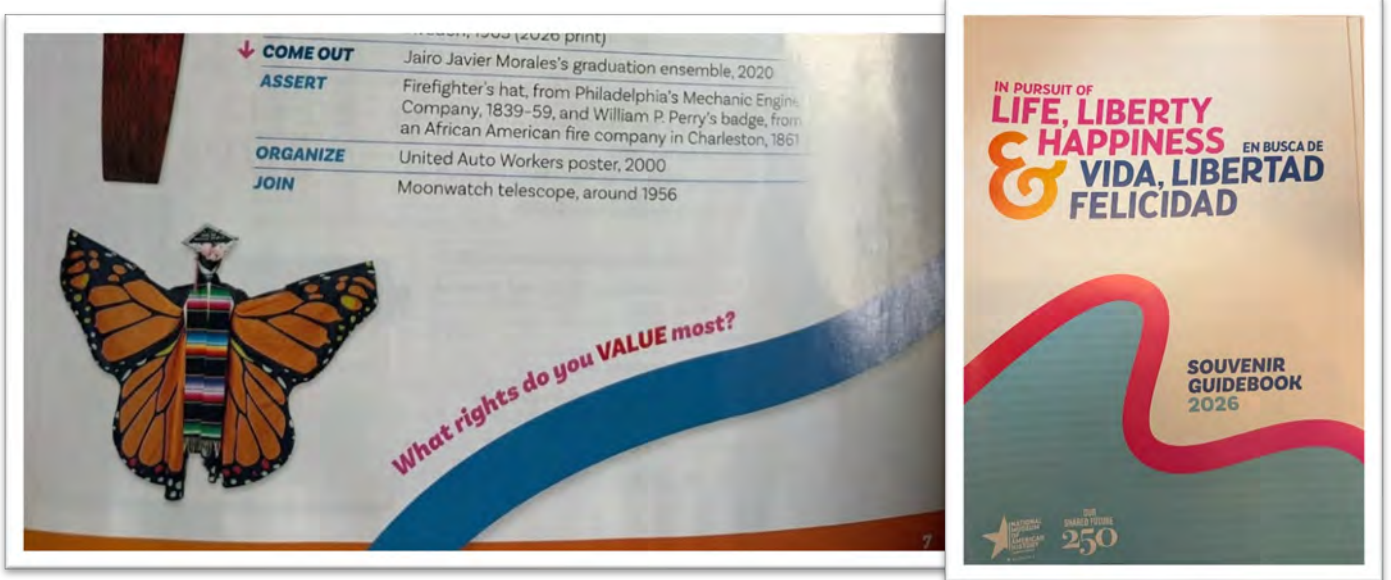 (2026 print)
COME OUT Jairo Javier Morales's graduation ensemble, 2020
ASSERT Firefighter's hat, from Philadelphia's Mechanic Engine
Company, 1839–59, and William P. Perry's badge, from
an African American fire company in Charleston, 1861
ORGANIZE United Auto Workers poster, 2000
JOIN Moonwatch telescope, around 1956
What rights do you VALUE most?
7
IN PURSUIT OF
LIFE, LIBERTY
& HAPPINESS
EN BUSCA DE
VIDA, LIBERTAD
FELICIDAD
SOUVENIR
GUIDEBOOK
2026
NATIONAL
MUSEUM
OF
AMERICAN
HISTORY
OUR
SHARED FUTURE
250